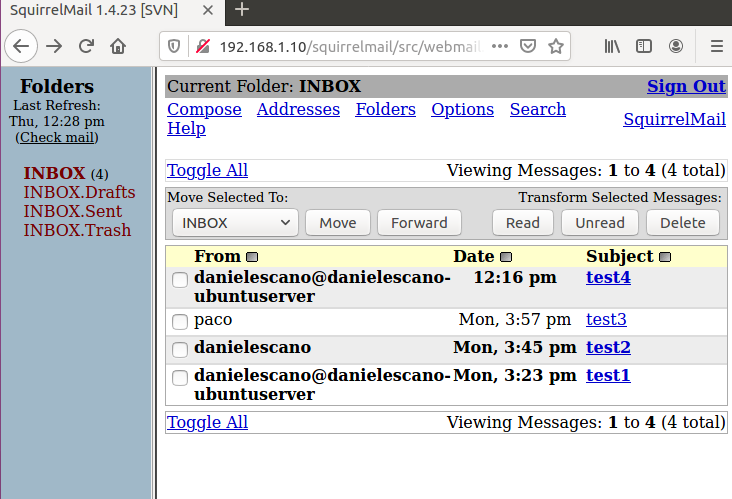 SquirrelMail 1.4.23 [SVN]
192.168.1.10/squirrelmail/src/webmail
Folders
Last Refresh:
Thu, 12:28 pm
(Check mail)
INBOX (4)
INBOX.Drafts
INBOX.Sent
INBOX.Trash
Current Folder: INBOX Sign Out
Compose Addresses Folders Options Search
Help SquirrelMail
Toggle All Viewing Messages: 1 to 4 (4 total)
Move Selected To: Transform Selected Messages:
INBOX Move Forward Read Unread Delete
From Date Subject
danielescano@danielescano- 12:16 pm test4
ubuntuserver
paco Mon, 3:57 pm test3
danielescano Mon, 3:45 pm test2
danielescano@danielescano- Mon, 3:23 pm test1
ubuntuserver
Toggle All Viewing Messages: 1 to 4 (4 total)